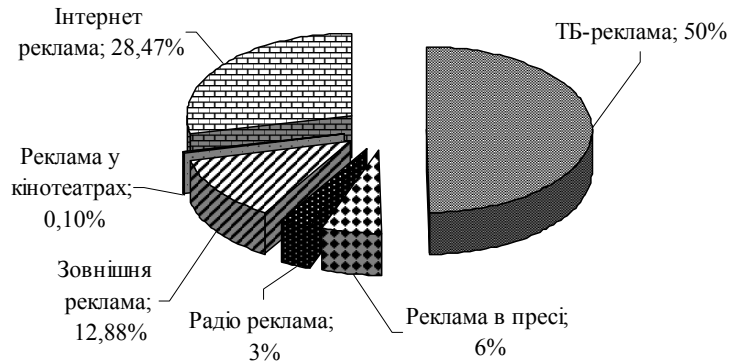 Інтернет
реклама; 28,47%
ТБ-реклама; 50%
Реклама у
кінотеатрах;
0,10%
Зовнішня
реклама;
12,88%
Радіо реклама;
3%
Реклама в пресі;
6%